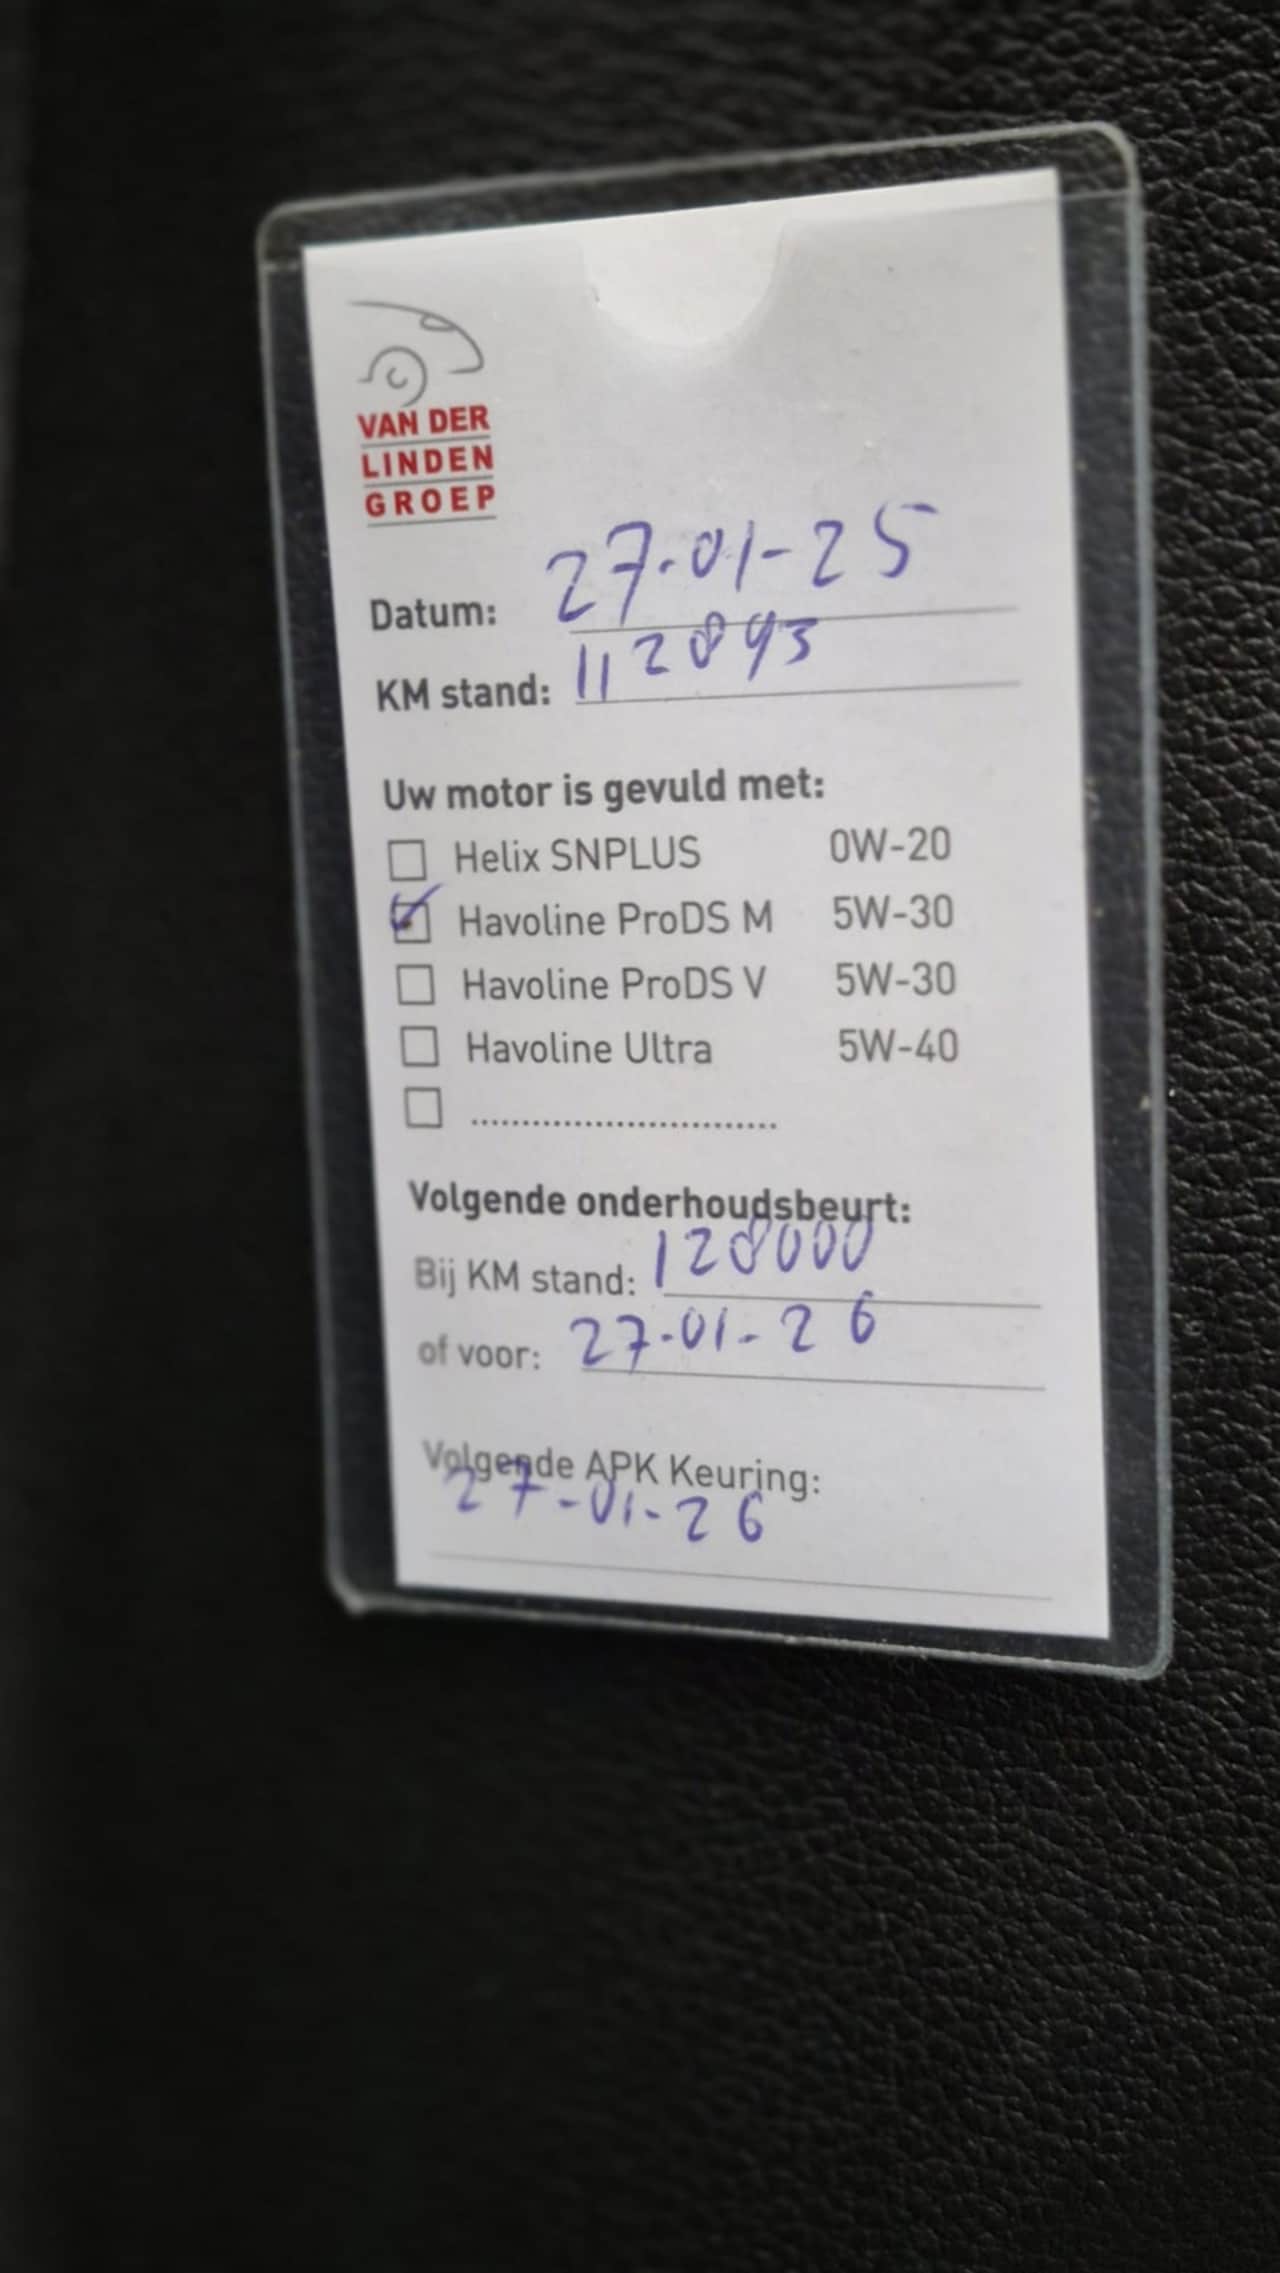 VAN DER
LINDEN
GROEP
Datum: 27-01-25
KM stand: 112893
Uw motor is gevuld met:
Helix SNPLUS 0W-20
Havoline ProDS M 5W-30
Havoline ProDS V 5W-30
Havoline Ultra 5W-40
..............................
Volgende onderhoudsbeurt:
Bij KM stand: 128000
of voor: 27-01-26
Volgende APK Keuring:
27-01-26